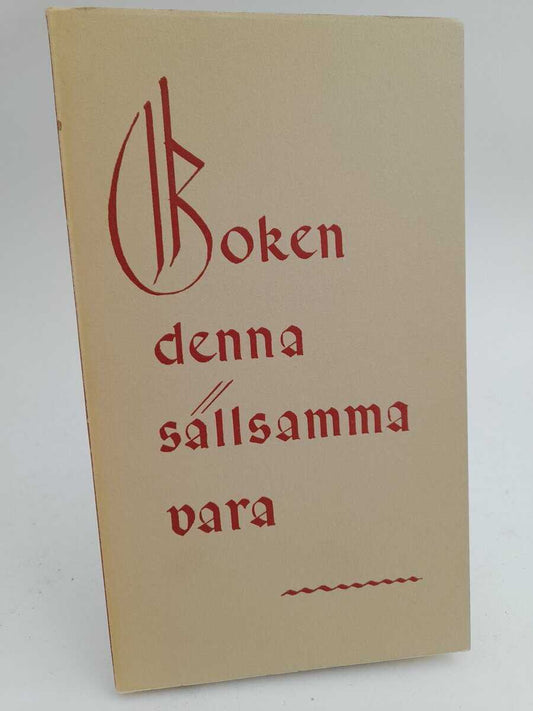 Boken
denna
sällsamma
vara